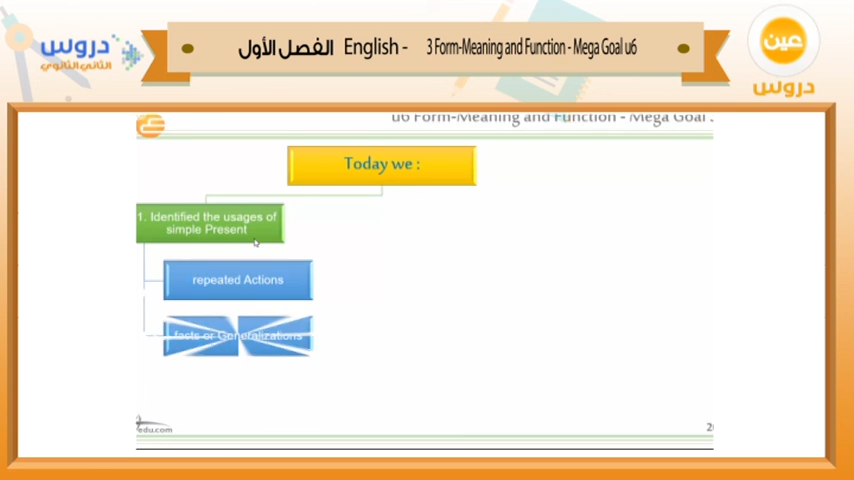 دروس
الثاني الثانوي
الفصل الأول English - 3 Form-Meaning and Function - Mega Goal u6
عين
دروس
u6 Form-Meaning and Function - Mega Goal
Today we :
1. Identified the usages of
simple Present
repeated Actions
facts or Generalizations
edu.com